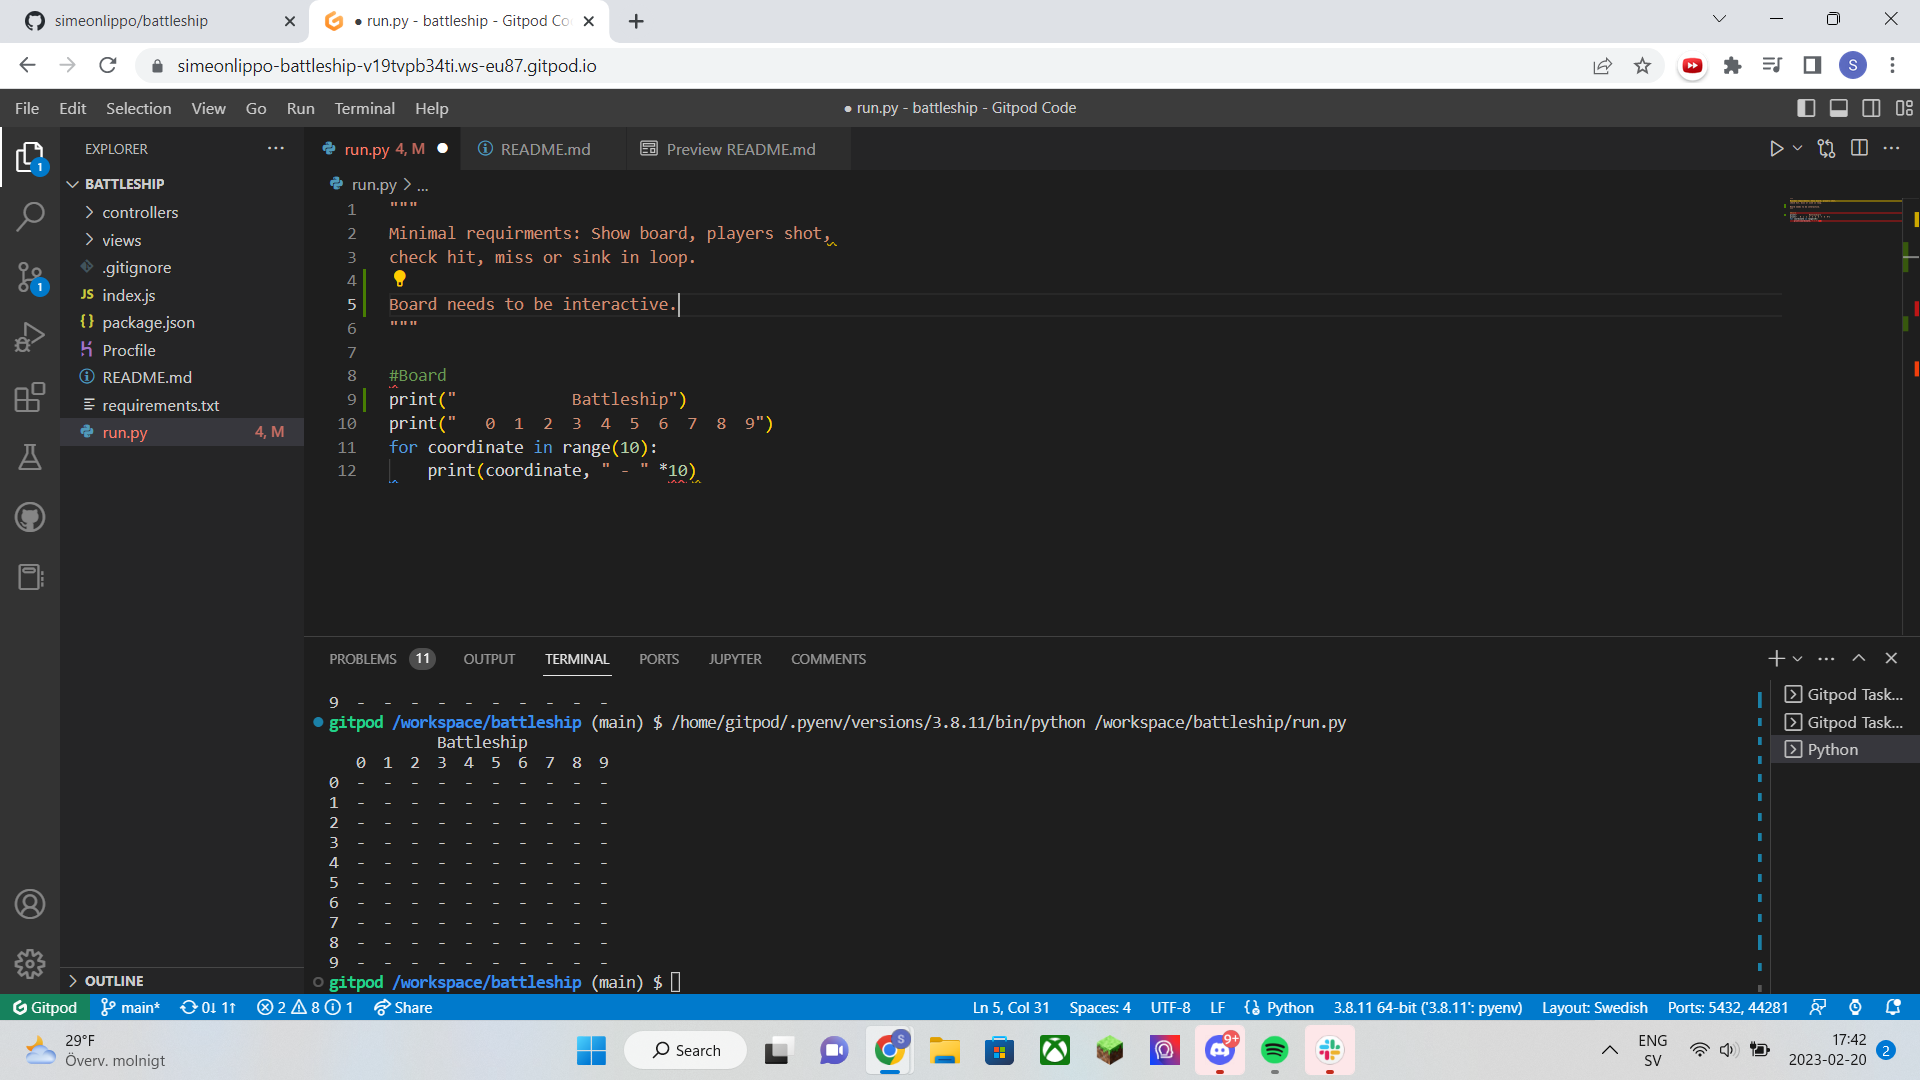 simeonlippo/battleship
● run.py - battleship - Gitpod Co
simeonlippo-battleship-v19tvpb34ti.ws-eu87.gitpod.io
S
File Edit Selection View Go Run Terminal Help
● run.py - battleship - Gitpod Code
EXPLORER
BATTLESHIP
controllers
views
.gitignore
JS index.js
{} package.json
Procfile
README.md
requirements.txt
run.py 4, M
OUTLINE
1
1
run.py 4, M
README.md
Preview README.md
run.py > ...
1 """
2 Minimal requirments: Show board, players shot,
3 check hit, miss or sink in loop.
4
5 Board needs to be interactive.
6 """
7
8 #Board
9 print("            Battleship")
10 print("   0  1  2  3  4  5  6  7  8  9")
11 for coordinate in range(10):
12     print(coordinate, " - " *10)
PROBLEMS 11 OUTPUT TERMINAL PORTS JUPYTER COMMENTS
9  -  -  -  -  -  -  -  -  -  -
gitpod /workspace/battleship (main) $ /home/gitpod/.pyenv/versions/3.8.11/bin/python /workspace/battleship/run.py
            Battleship
   0  1  2  3  4  5  6  7  8  9
0  -  -  -  -  -  -  -  -  -  -
1  -  -  -  -  -  -  -  -  -  -
2  -  -  -  -  -  -  -  -  -  -
3  -  -  -  -  -  -  -  -  -  -
4  -  -  -  -  -  -  -  -  -  -
5  -  -  -  -  -  -  -  -  -  -
6  -  -  -  -  -  -  -  -  -  -
7  -  -  -  -  -  -  -  -  -  -
8  -  -  -  -  -  -  -  -  -  -
9  -  -  -  -  -  -  -  -  -  -
gitpod /workspace/battleship (main) $
Gitpod Task...
Gitpod Task...
Python
Gitpod main* 0↓ 1↑ 2 8 1 Share
Ln 5, Col 31 Spaces: 4 UTF-8 LF Python 3.8.11 64-bit ('3.8.11': pyenv) Layout: Swedish Ports: 5432, 44281
29°F
Överv. molnigt
Search
S
9+
ENG
SV
17:42
2023-02-20
2